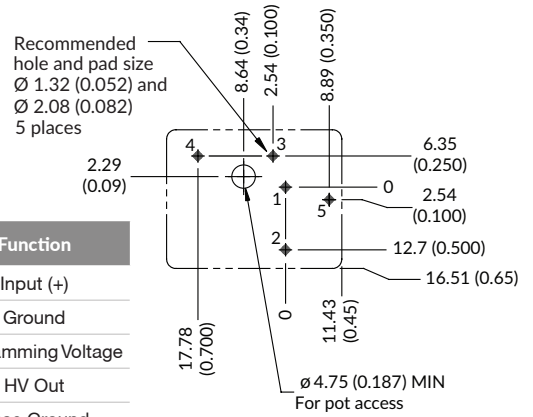 Recommended
hole and pad size
Ø 1.32 (0.052) and
Ø 2.08 (0.082)
5 places
8.64 (0.34)
2.54 (0.100)
8.89 (0.350)
4
3
6.35
(0.250)
2.29
(0.09)
1
0
5
2.54
(0.100)
2
12.7 (0.500)
16.51 (0.65)
17.78
(0.700)
0
11.43
(0.45)
ø 4.75 (0.187) MIN
For pot access
Function
Input (+)
Ground
mming Voltage
HV Out
Ground